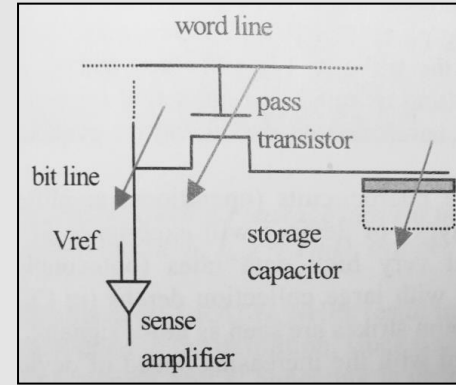 word line
pass
transistor
bit line
Vref
storage
capacitor
sense
amplifier